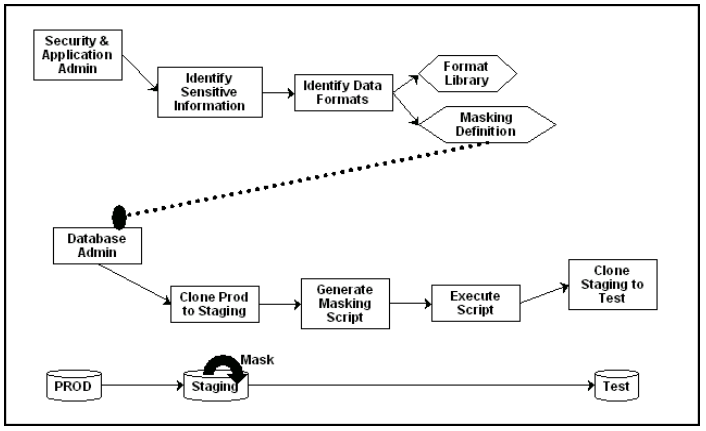 Security &
Application
Admin
Identify
Sensitive
Information
Identify Data
Formats
Format
Library
Masking
Definition
Database
Admin
Clone Prod
to Staging
Generate
Masking
Script
Execute
Script
Clone
Staging to
Test
Mask
PROD
Staging
Test